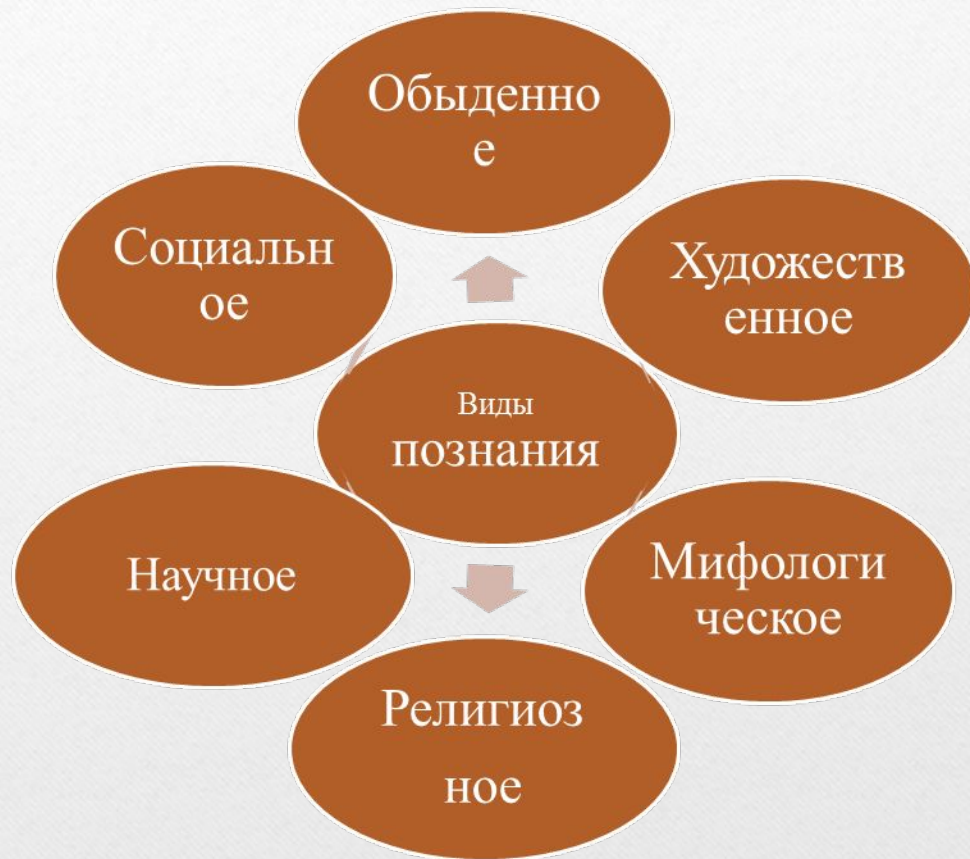 Обыденно
е
Социальн
ое
Художеств
енное
Виды
познания
Научное
Мифологи
ческое
Религиоз
ное